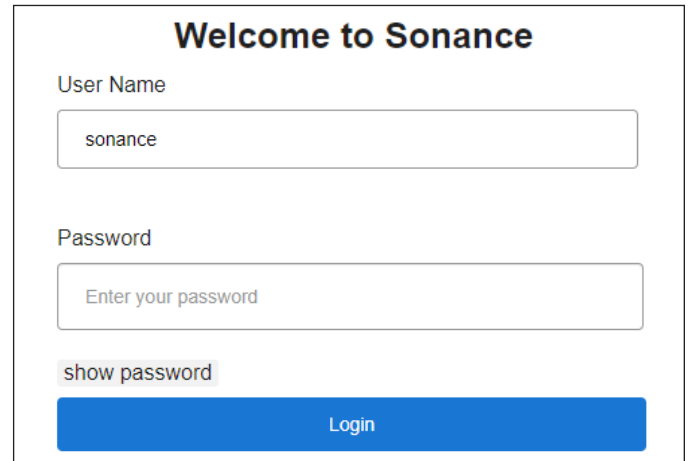 Welcome to Sonance
User Name
sonance
Password
Enter your password
show password
Login